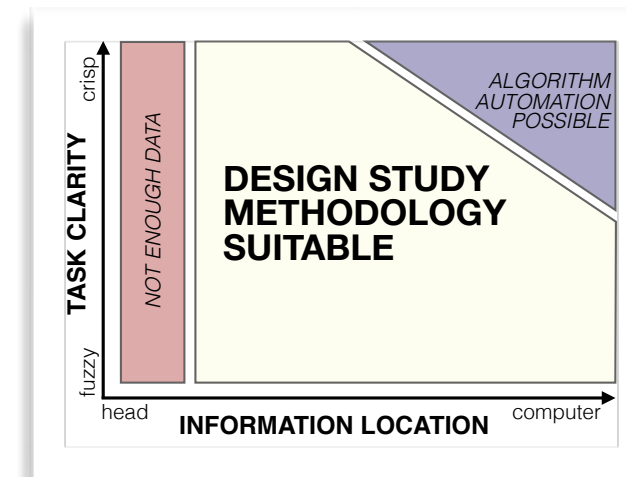 crisp
TASK CLARITY
fuzzy
NOT ENOUGH DATA
DESIGN STUDY
METHODOLOGY
SUITABLE
ALGORITHM
AUTOMATION
POSSIBLE
head
INFORMATION LOCATION
computer